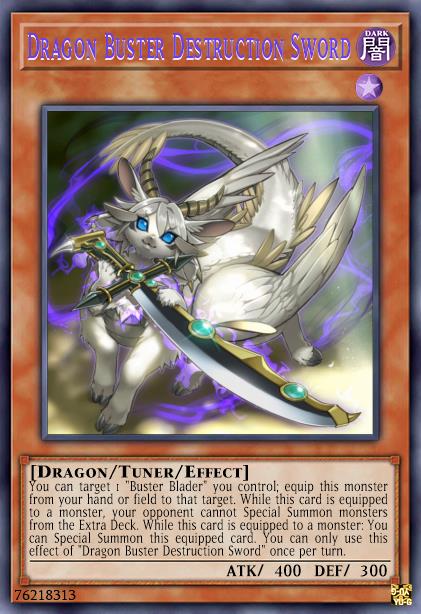 Dragon Buster Destruction Sword
DARK
闇
[Dragon/Tuner/Effect]
You can target 1 "Buster Blader" you control; equip this monster
from your hand or field to that target. While this card is equipped
to a monster, your opponent cannot Special Summon monsters
from the Extra Deck. While this card is equipped to a monster: You
can Special Summon this equipped card. You can only use this
effect of "Dragon Buster Destruction Sword" once per turn.
ATK/ 400 DEF/ 300
76218313